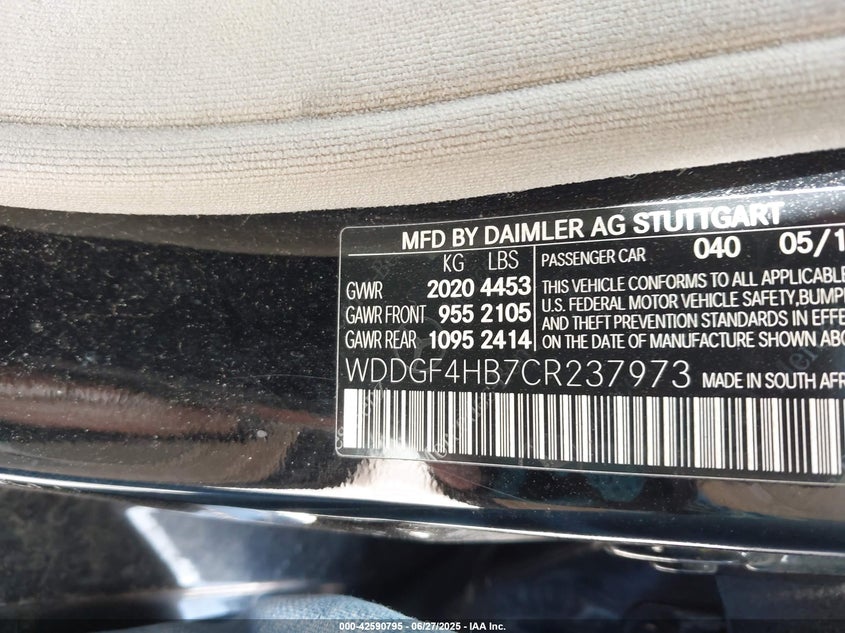 MFD BY DAIMLER AG STUTTGART
KG LBS
GVWR 2020 4453
GAWR FRONT 955 2105
GAWR REAR 1095 2414
PASSENGER CAR 040 05/1
THIS VEHICLE CONFORMS TO ALL APPLICABLE
U.S. FEDERAL MOTOR VEHICLE SAFETY, BUMP
AND THEFT PREVENTION STANDARDS IN EFFE
ON THE DATE OF MANUFACTURE SHOWN ABO
WDDGF4HB7CR237973 MADE IN SOUTH AFR
000-42590795 - 06/27/2025 - IAA Inc.